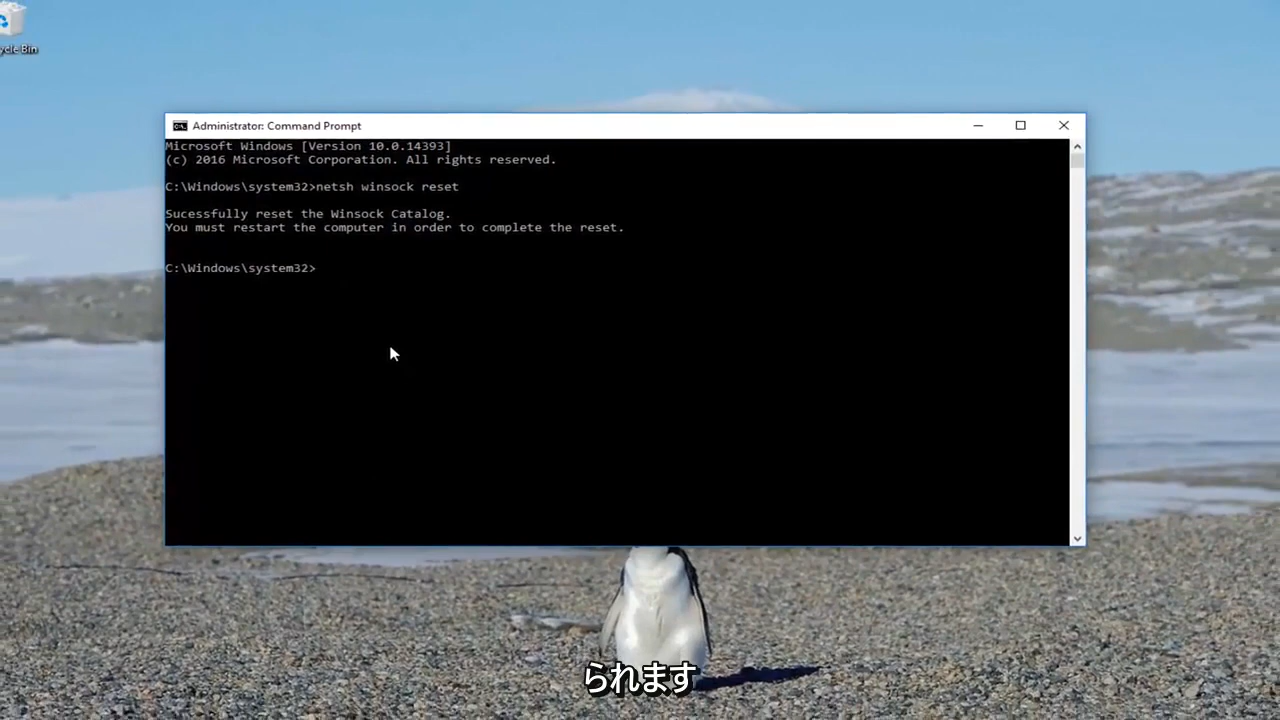 ycle Bin
Administrator: Command Prompt
Microsoft Windows [Version 10.0.14393]
(c) 2016 Microsoft Corporation. All rights reserved.
C:\Windows\system32>netsh winsock reset
Sucessfully reset the Winsock Catalog.
You must restart the computer in order to complete the reset.
C:\Windows\system32>
られます